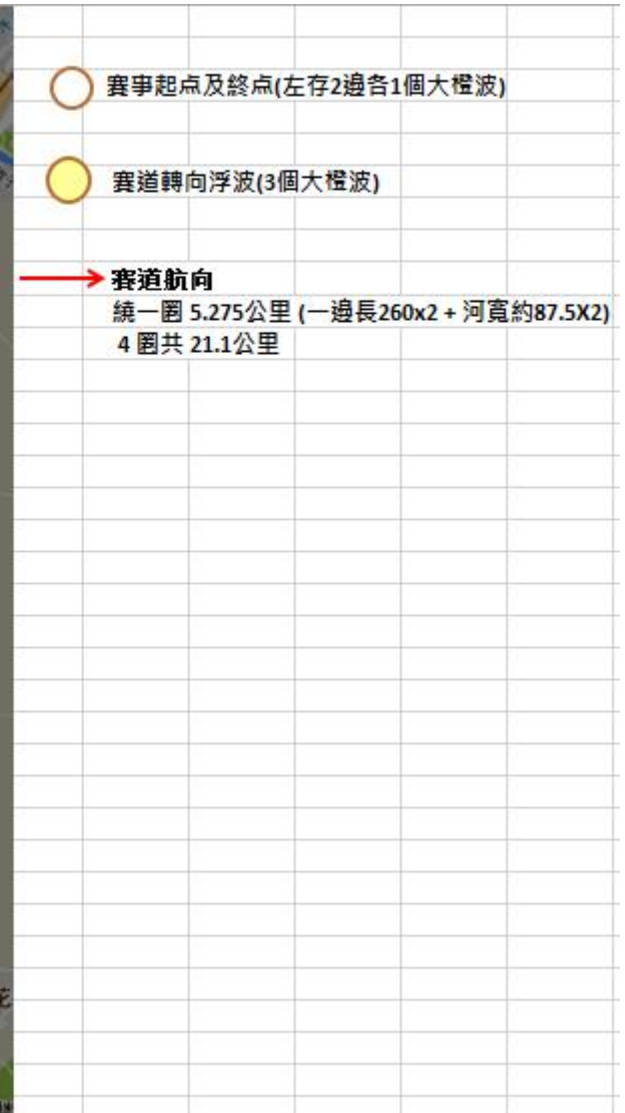 賽事起点及終点(左存2邊各1個大橙波)
賽道轉向浮波(3個大橙波)
賽道航向
繞一圈 5.275公里 (一邊長260x2 + 河寬約87.5X2)
4 圈共 21.1公里